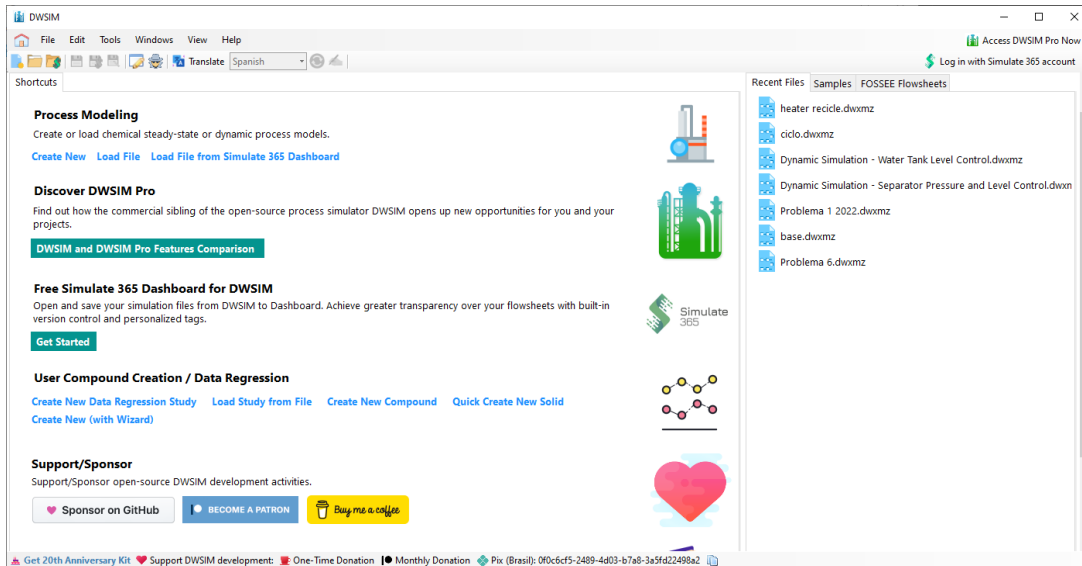 DWSIM
File Edit Tools Windows View Help
Access DWSIM Pro Now
Translate Spanish
Log in with Simulate 365 account
Shortcuts
Process Modeling
Create or load chemical steady-state or dynamic process models.
Create New Load File Load File from Simulate 365 Dashboard
Discover DWSIM Pro
Find out how the commercial sibling of the open-source process simulator DWSIM opens up new opportunities for you and your
projects.
DWSIM and DWSIM Pro Features Comparison
Free Simulate 365 Dashboard for DWSIM
Open and save your simulation files from DWSIM to Dashboard. Achieve greater transparency over your flowsheets with built-in
version control and personalized tags.
Get Started
Simulate
365
User Compound Creation / Data Regression
Create New Data Regression Study Load Study from File Create New Compound Quick Create New Solid
Create New (with Wizard)
Support/Sponsor
Support/Sponsor open-source DWSIM development activities.
Sponsor on GitHub BECOME A PATRON Buy me a coffee
Recent Files Samples FOSSEE Flowsheets
heater recicle.dwxmz
ciclo.dwxmz
Dynamic Simulation - Water Tank Level Control.dwxmz
Dynamic Simulation - Separator Pressure and Level Control.dwxn
Problema 1 2022.dwxmz
base.dwxmz
Problema 6.dwxmz
Get 20th Anniversary Kit Support DWSIM development: One-Time Donation Monthly Donation Pix (Brasil): 0f0c6cf5-2489-4d03-b7a8-3a5fd22498a2